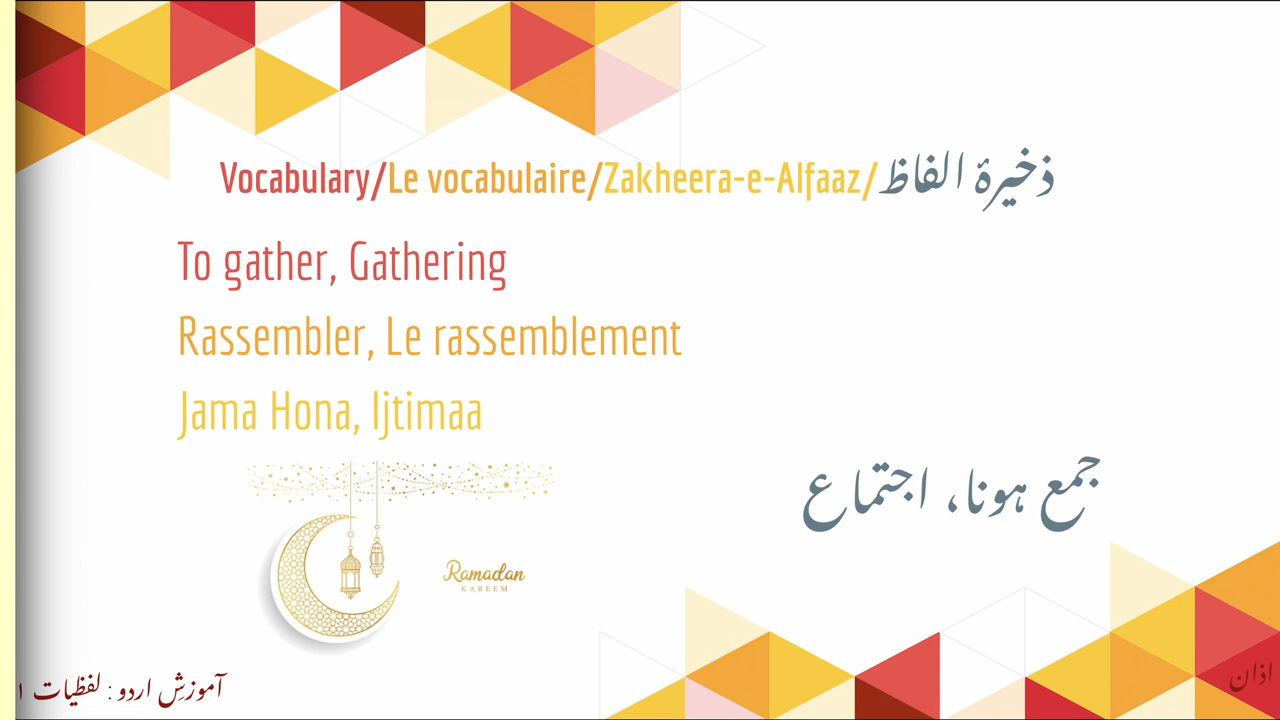 Vocabulary/Le vocabulaire/Zakheera-e-Alfaaz/ذخیرۂ الفاظ
To gather, Gathering
Rassembler, Le rassemblement
Jama Hona, Ijtimaa
جمع ہونا، اجتماع
Ramadan
KAREEM
آموزشِ اردو : لفظیات ۱
اذان